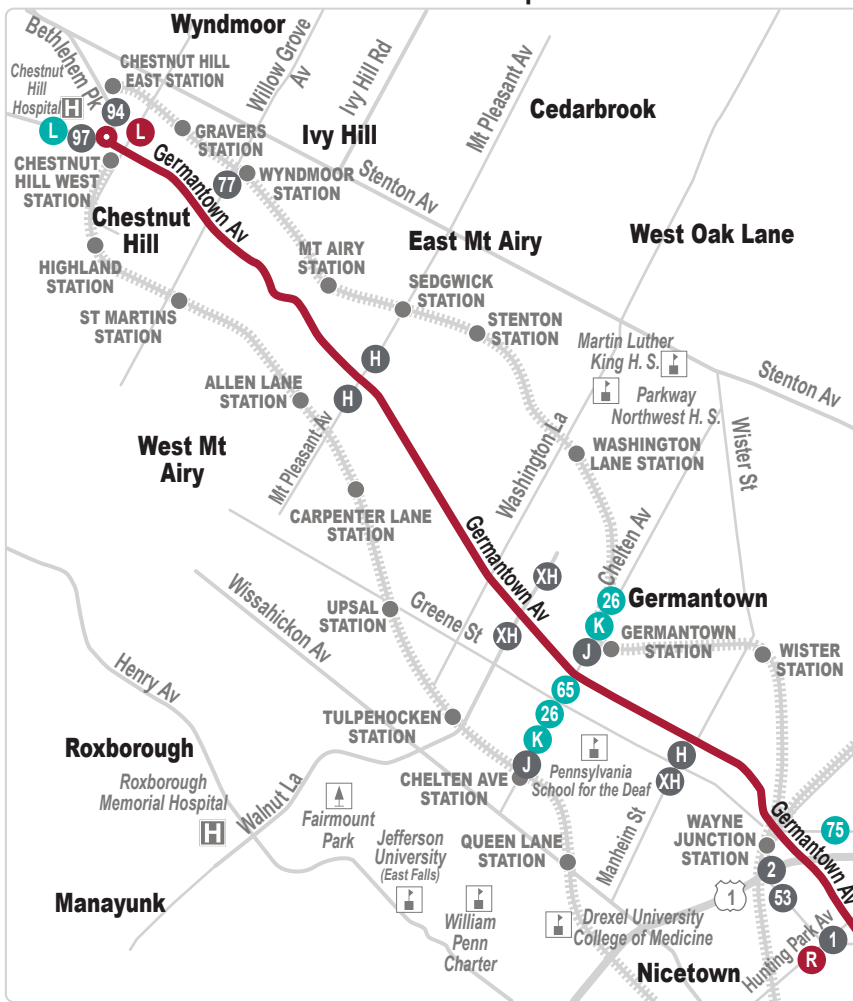 Wyndmoor
Bethlehem Pk
CHESTNUT HILL
EAST STATION
Willow Grove
Av
Ivy Hill Rd
Mt Pleasant Av
Chestnut
Hill
Hospital
H
94
L
97
L
GRAVERS
STATION
Ivy Hill
Cedarbrook
CHESTNUT
HILL WEST
STATION
Germantown Av
77
WYNDMOOR
STATION
Stenton Av
Chestnut
Hill
HIGHLAND
STATION
MT AIRY
STATION
East Mt Airy
West Oak Lane
ST MARTINS
STATION
SEDGWICK
STATION
STENTON
STATION
Martin Luther
King H. S.
Stenton Av
H
H
ALLEN LANE
STATION
Parkway
Northwest H. S.
West Mt
Airy
Mt Pleasant Av
Washington La
WASHINGTON
LANE STATION
Wister St
CARPENTER LANE
STATION
Germantown Av
Chelten Av
XH
26
Germantown
Wissahickon Av
UPSAL
STATION
Greene St
XH
K
J
GERMANTOWN
STATION
WISTER
STATION
Henry Av
65
26
K
J
TULPEHOCKEN
STATION
Roxborough
Roxborough
Memorial Hospital
H
Walnut La
CHELTEN AVE
STATION
Pennsylvania
School for the Deaf
H
XH
Fairmount
Park
Manheim St
WAYNE
JUNCTION
STATION
Germantown Av
75
Jefferson
University
(East Falls)
QUEEN LANE
STATION
2
53
1
Manayunk
William
Penn
Charter
Drexel University
College of Medicine
Hunting Park Av
1
R
Nicetown